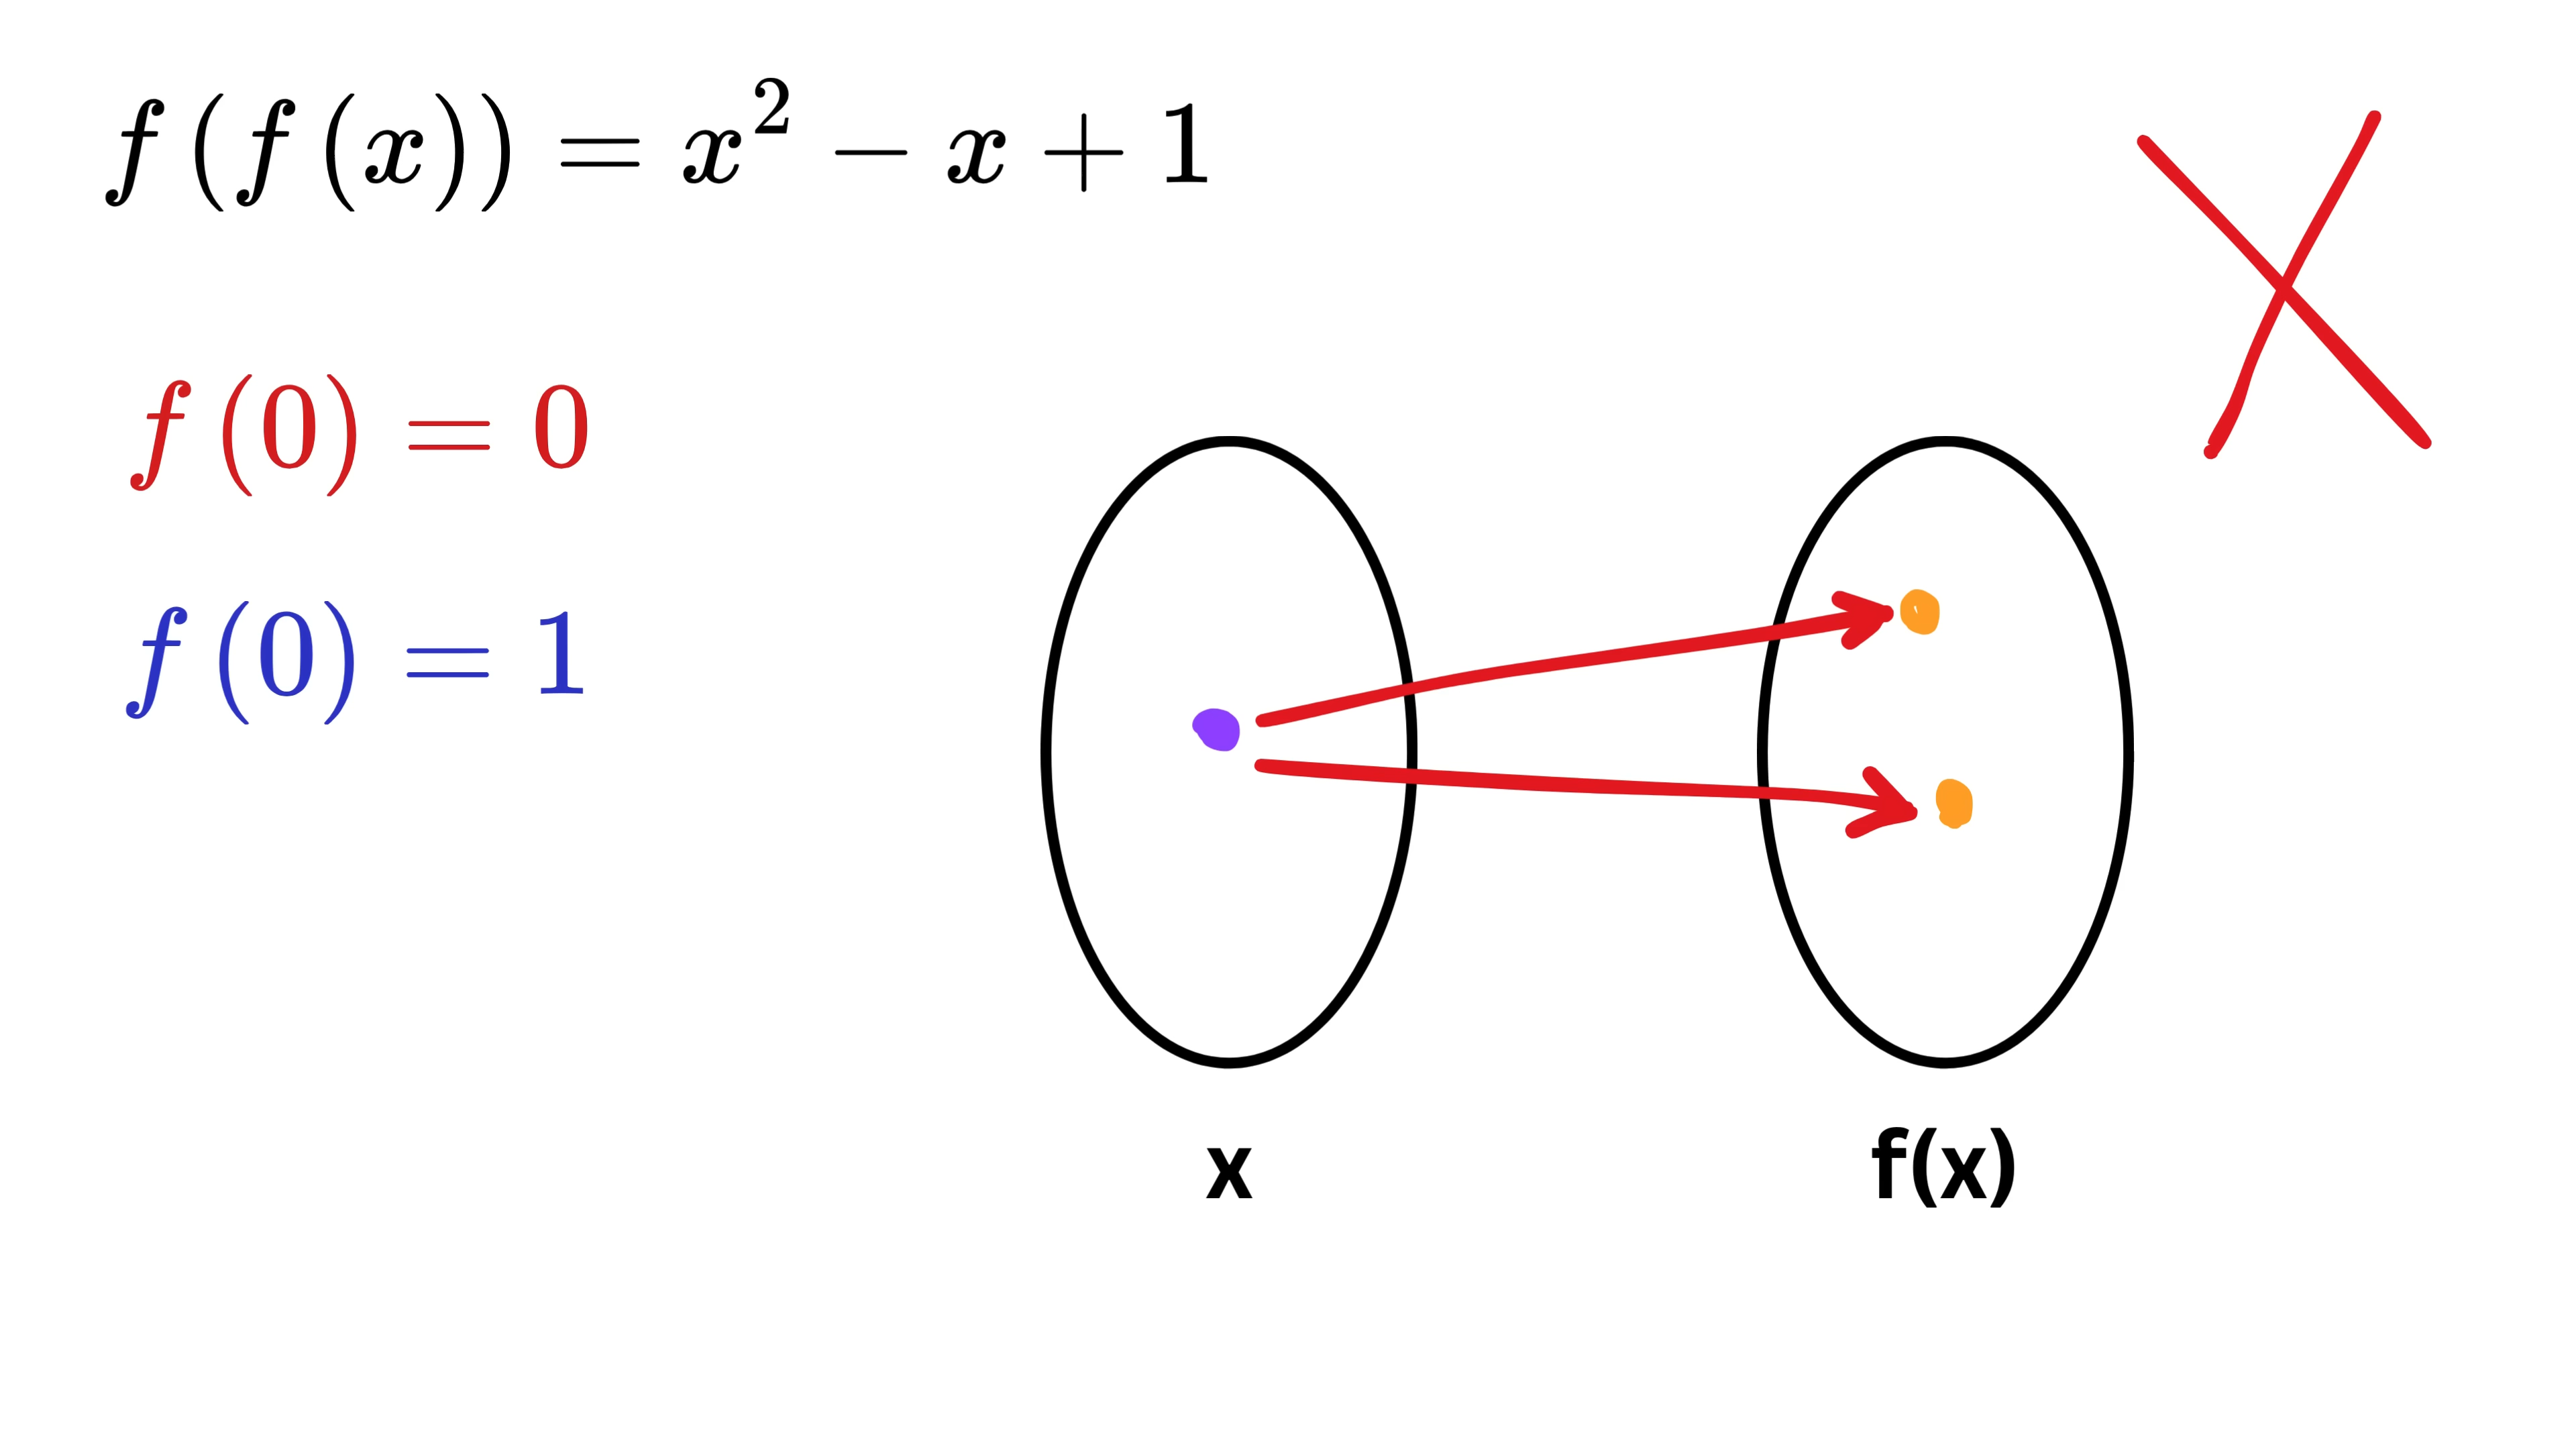 f(f(x)) = x² − x + 1
f(0) = 0
f(0) = 1
x
f(x)